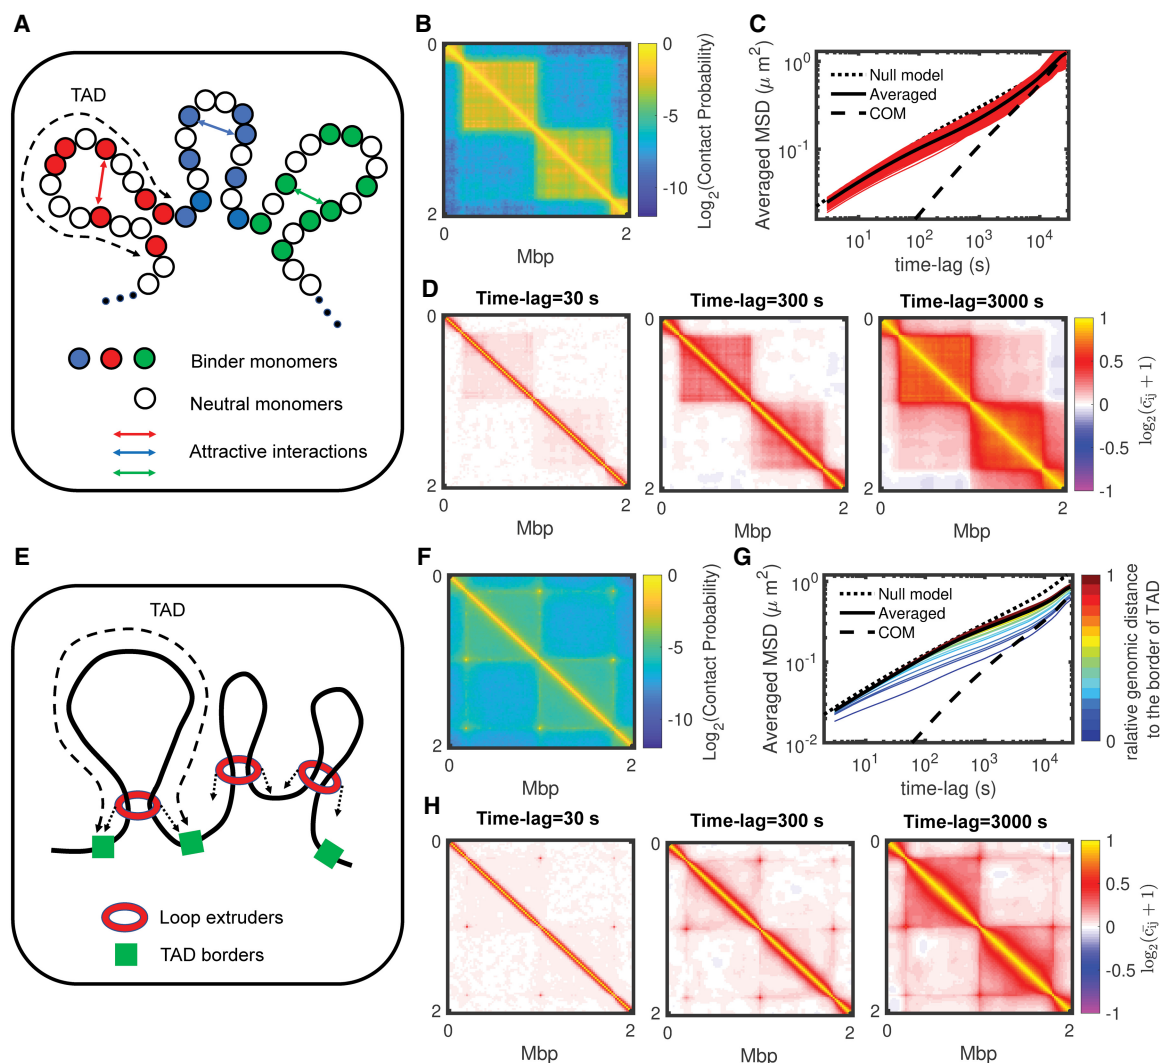 A
TAD
Binder monomers
Neutral monomers
Attractive interactions
B
0
2
0
2
Mbp
0
-5
-10
Log2(Contact Probability)
C
Averaged MSD (μ m²)
10⁰
10⁻¹
Null model
Averaged
COM
10¹ 10² 10³ 10⁴
time-lag (s)
D
Time-lag=30 s
0
2
0 2
Mbp
Time-lag=300 s
0
2
0 2
Mbp
Time-lag=3000 s
0
2
0 2
Mbp
1
0.5
0
-0.5
-1
log₂(c̄ij + 1)
E
TAD
Loop extruders
TAD borders
F
0
2
0 2
Mbp
0
-5
-10
Log2(Contact Probability)
G
Averaged MSD (μ m²)
10⁰
10⁻¹
10⁻²
Null model
Averaged
COM
10¹ 10² 10³ 10⁴
time-lag (s)
1
0
ralative genomic distance
to the border of TAD
H
Time-lag=30 s
0
2
0 2
Mbp
Time-lag=300 s
0
2
0 2
Mbp
Time-lag=3000 s
0
2
0 2
Mbp
1
0.5
0
-0.5
-1
log₂(c̄ij + 1)